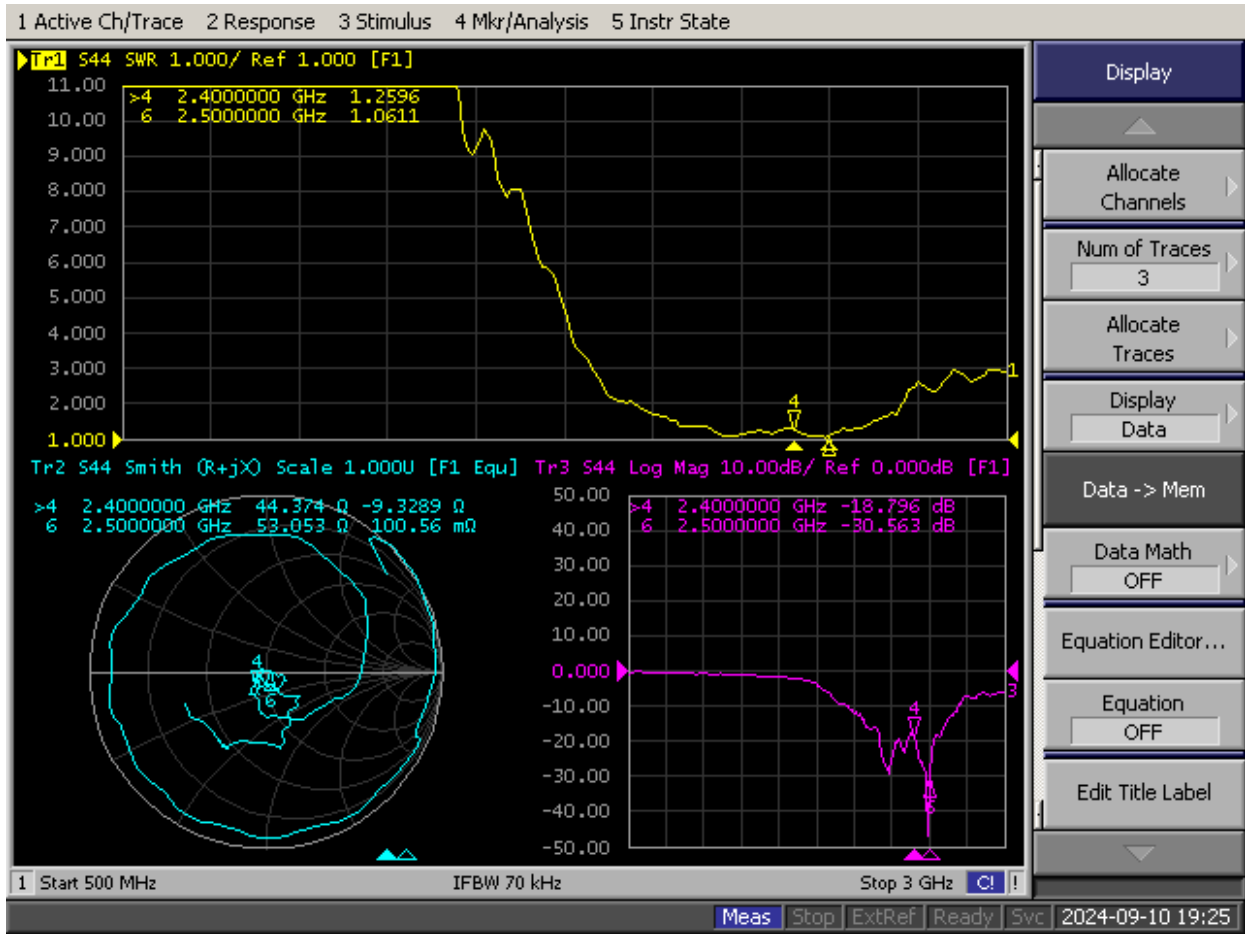 1 Active Ch/Trace 2 Response 3 Stimulus 4 Mkr/Analysis 5 Instr State
Tr1 S44 SWR 1.000/ Ref 1.000 [F1]
>4 2.4000000 GHz 1.2596
6 2.5000000 GHz 1.0611
11.00
10.00
9.000
8.000
7.000
6.000
5.000
4.000
3.000
2.000
1.000
4
6
1
Tr2 S44 Smith (R+jX) Scale 1.000U [F1 Equ]
>4 2.4000000 GHz 44.374 Ω -9.3289 Ω
6 2.5000000 GHz 53.053 Ω 100.56 mΩ
4
6
Tr3 S44 Log Mag 10.00dB/ Ref 0.000dB [F1]
>4 2.4000000 GHz -18.796 dB
6 2.5000000 GHz -30.563 dB
50.00
40.00
30.00
20.00
10.00
0.000
-10.00
-20.00
-30.00
-40.00
-50.00
4
6
3
1 Start 500 MHz IFBW 70 kHz Stop 3 GHz C! !
Display
Allocate
Channels
Num of Traces
3
Allocate
Traces
Display
Data
Data -> Mem
Data Math
OFF
Equation Editor...
Equation
OFF
Edit Title Label
Meas Stop ExtRef Ready Svc 2024-09-10 19:25